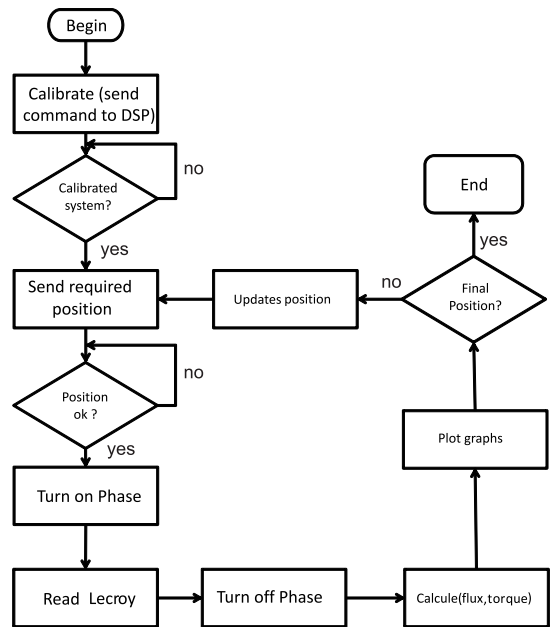 Begin
Calibrate (send
command to DSP)
no
Calibrated
system?
yes
Send required
position
Updates position
no
Final
Position?
yes
End
no
Position
ok ?
yes
Turn on Phase
Plot graphs
Read Lecroy
Turn off Phase
Calcule(flux,torque)